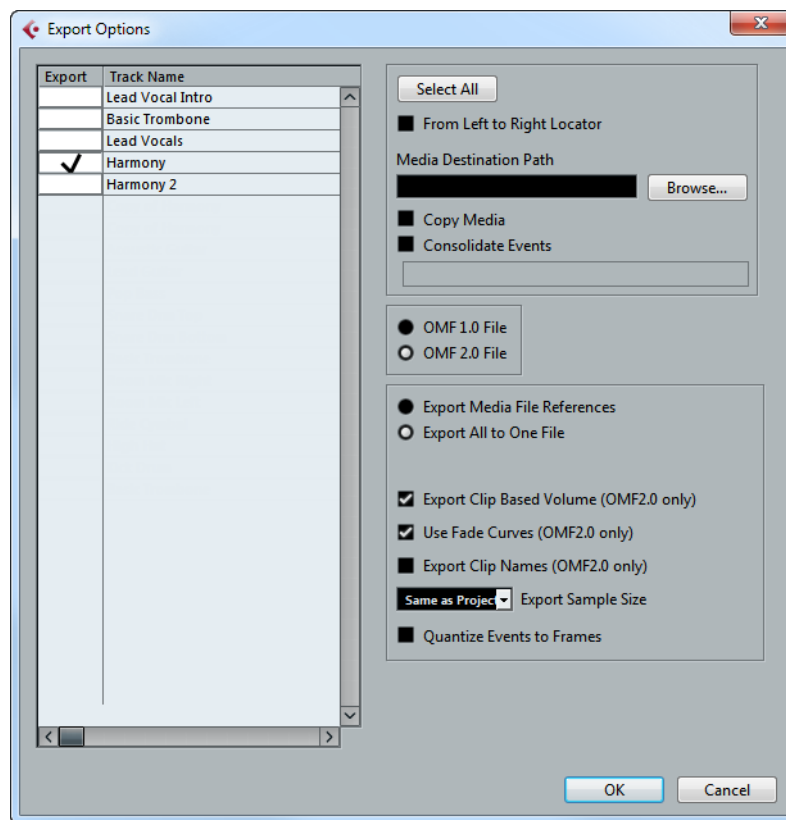 Export Options
Export Track Name
Lead Vocal Intro
Basic Trombone
Lead Vocals
Harmony
Harmony 2
Select All
From Left to Right Locator
Media Destination Path
Browse...
Copy Media
Consolidate Events
OMF 1.0 File
OMF 2.0 File
Export Media File References
Export All to One File
Export Clip Based Volume (OMF2.0 only)
Use Fade Curves (OMF2.0 only)
Export Clip Names (OMF2.0 only)
Same as Projec Export Sample Size
Quantize Events to Frames
OK Cancel